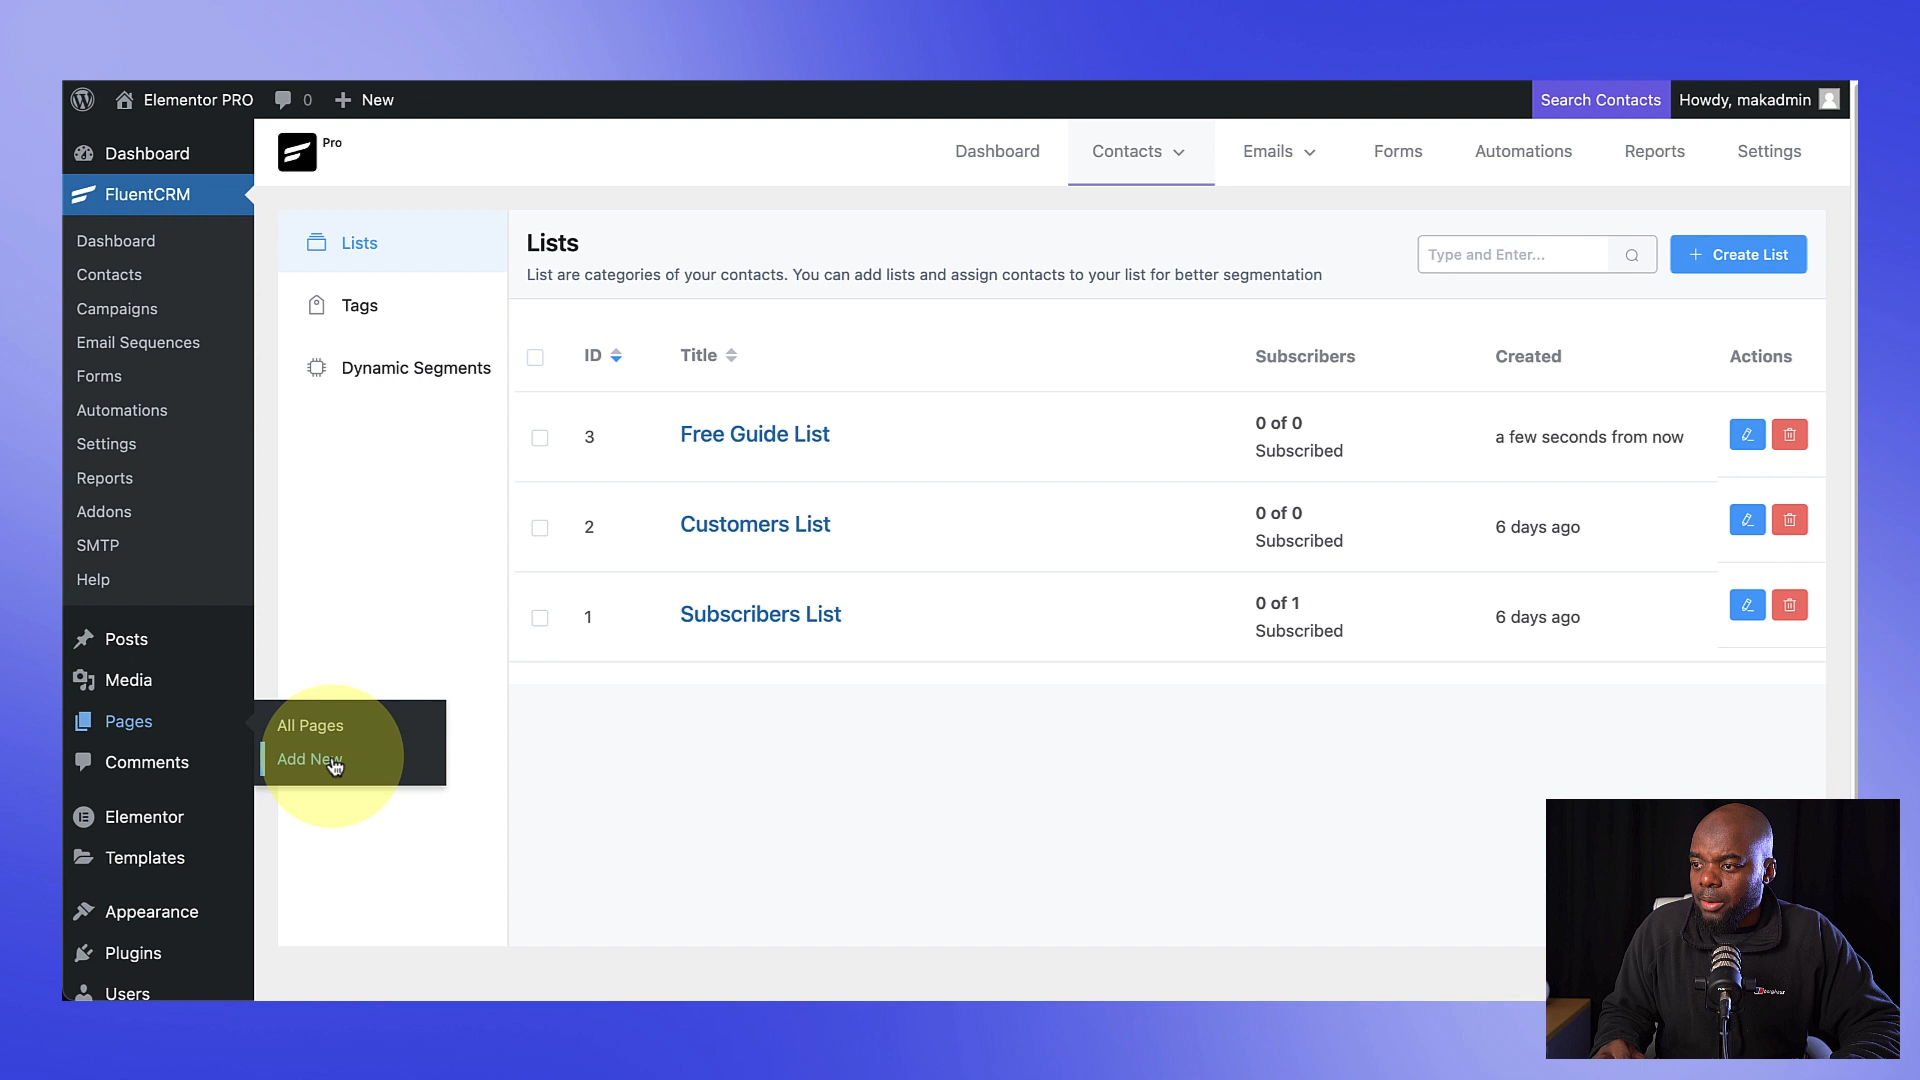 Elementor PRO
0
New
Search Contacts
Howdy, makadmin
Dashboard
FluentCRM
Dashboard
Contacts
Campaigns
Email Sequences
Forms
Automations
Settings
Reports
Addons
SMTP
Help
Posts
Media
Pages
Comments
Elementor
Templates
Appearance
Plugins
Users
All Pages
Add New
Pro
Dashboard
Contacts
Emails
Forms
Automations
Reports
Settings
Lists
Tags
Dynamic Segments
Lists
List are categories of your contacts. You can add lists and assign contacts to your list for better segmentation
Type and Enter...
Create List
ID
Title
Subscribers
Created
Actions
3
Free Guide List
0 of 0
Subscribed
a few seconds from now
2
Customers List
0 of 0
Subscribed
6 days ago
1
Subscribers List
0 of 1
Subscribed
6 days ago